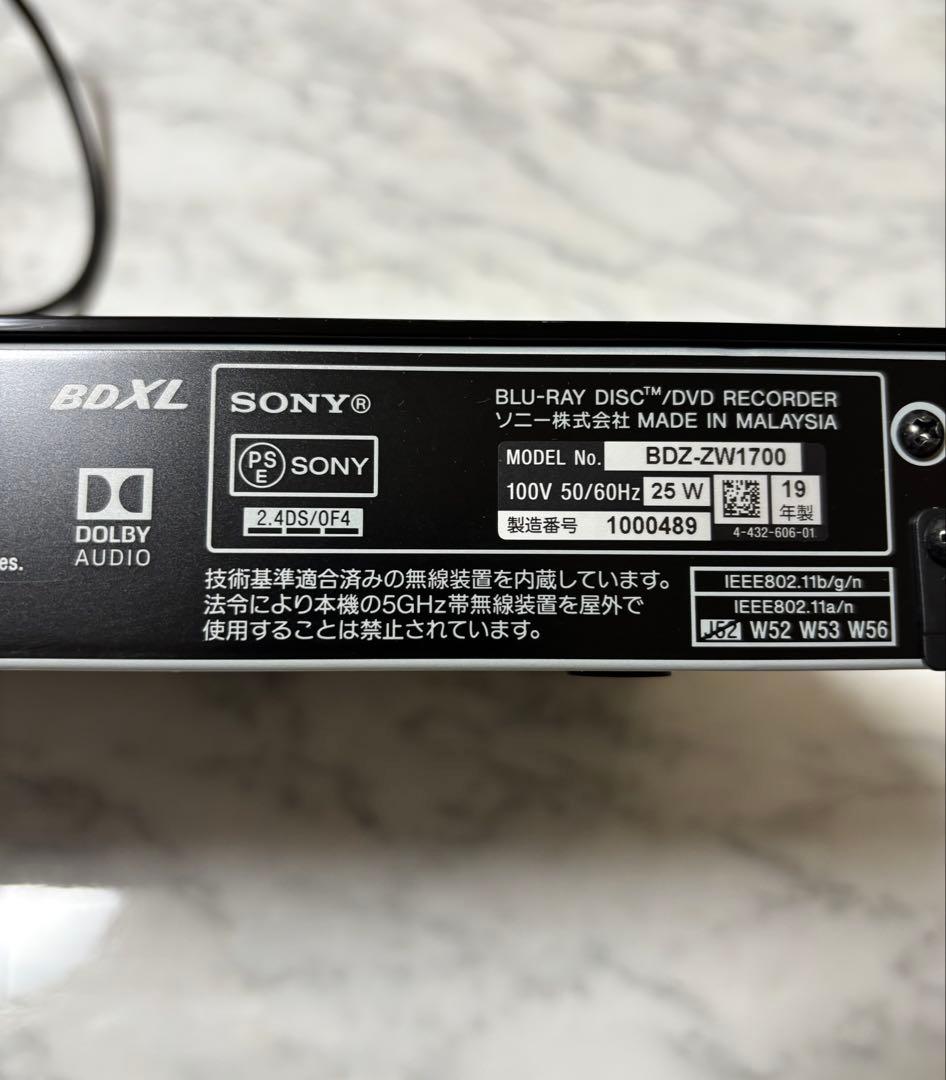 BDXL
DOLBY
AUDIO
es.
SONY®
PS
E
SONY
2.4DS/OF4
BLU-RAY DISC™/DVD RECORDER
ソニー株式会社 MADE IN MALAYSIA
MODEL No. BDZ-ZW1700
100V 50/60Hz 25 W
19
年製
製造番号 1000489
4-432-606-01
技術基準適合済みの無線装置を内蔵しています。
法令により本機の5GHz帯無線装置を屋外で
使用することは禁止されています。
IEEE802.11b/g/n
IEEE802.11a/n
J52 W52 W53 W56